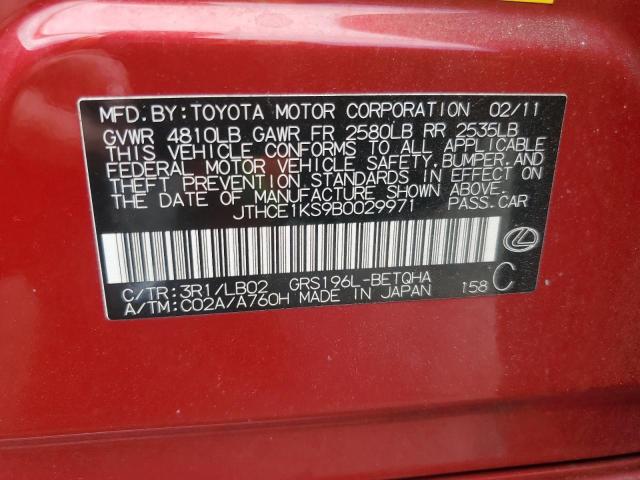 MFD.BY:TOYOTA MOTOR CORPORATION 02/11
GVWR 4810LB GAWR FR 2580LB RR 2535LB
THIS VEHICLE CONFORMS TO ALL APPLICABLE
FEDERAL MOTOR VEHICLE SAFETY,BUMPER,AND
THEFT PREVENTION STANDARDS IN EFFECT ON
THE DATE OF MANUFACTURE SHOWN ABOVE.
JTHCE1KS9B0029971 PASS.CAR
C/TR:3R1/LB02 GRS196L-BETQHA
A/TM:C02A/A760H MADE IN JAPAN 158 C